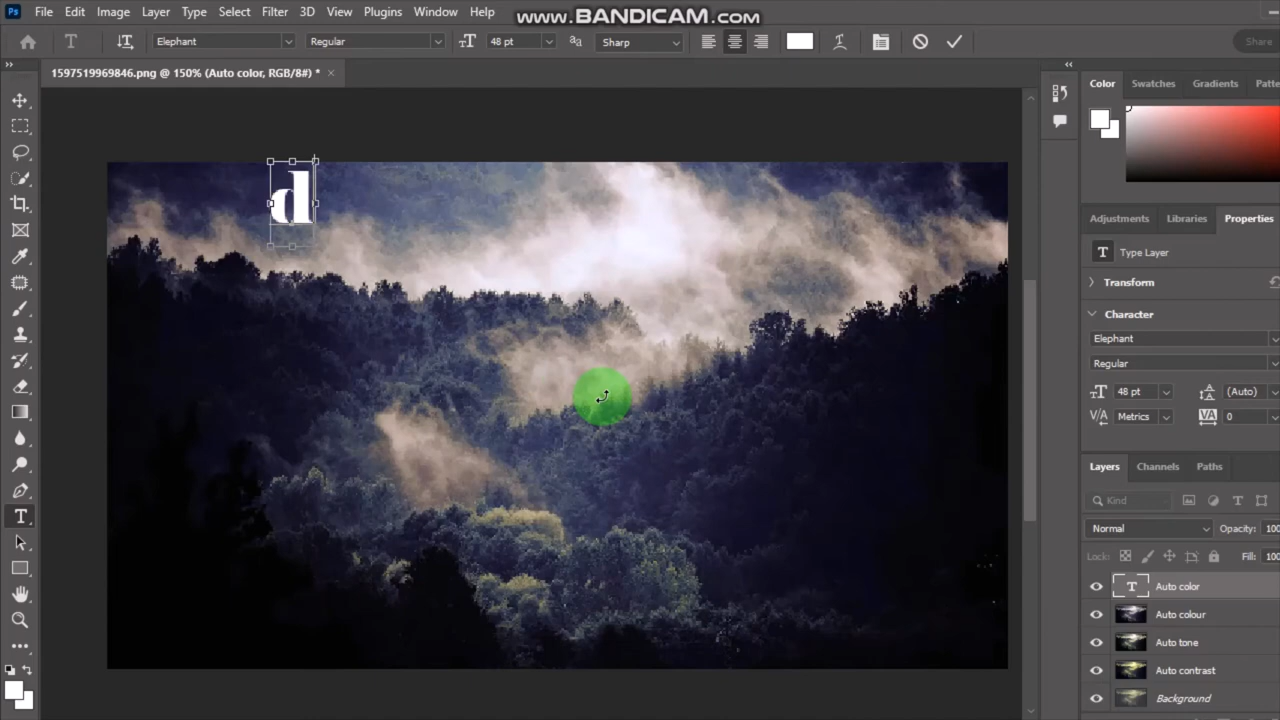 www.BANDICAM.com
Ps File Edit Image Layer Type Select Filter 3D View Plugins Window Help
T Elephant Regular 48 pt Sharp Share
1597519969846.png @ 150% (Auto color, RGB/8#) * ×
Color Swatches Gradients
d
Adjustments Libraries Properties
T Type Layer
Transform
Character
Elephant
Regular
48 pt (Auto)
Metrics 0
Layers Channels Paths
Kind
Normal Opacity: 100
Lock: Fill: 100
T Auto color
Auto colour
Auto tone
Auto contrast
Background